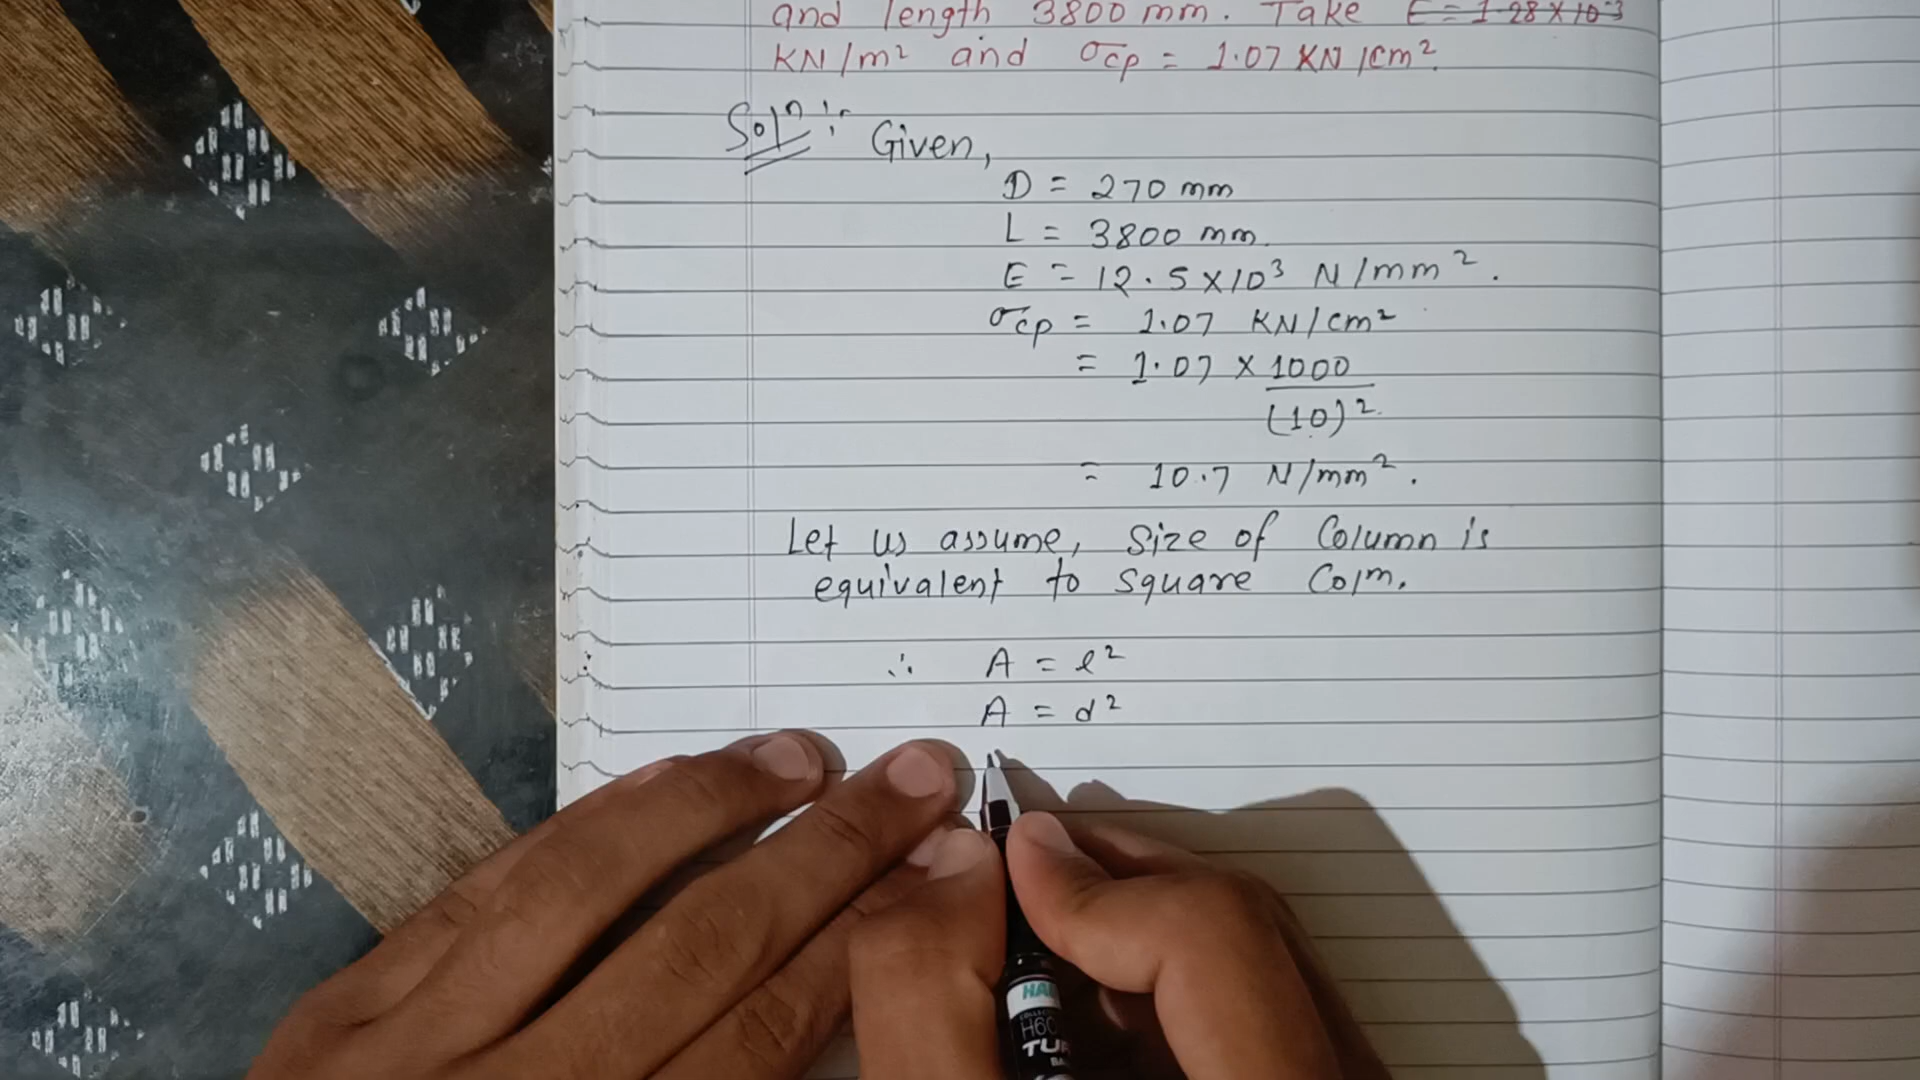 and length 3800 mm. Take E = 1.28 × 10⁻³
KN/m² and σcp = 1.07 KN/cm².
Solⁿ :-
Given,
D = 270 mm
L = 3800 mm.
E = 12.5 × 10³ N/mm².
σcp = 1.07 KN/cm²
= 1.07 × 1000
(10)².
= 10.7 N/mm².
Let us assume, size of Column is
equivalent to square Colm.
∴ A = l²
A = d²
H60
TU